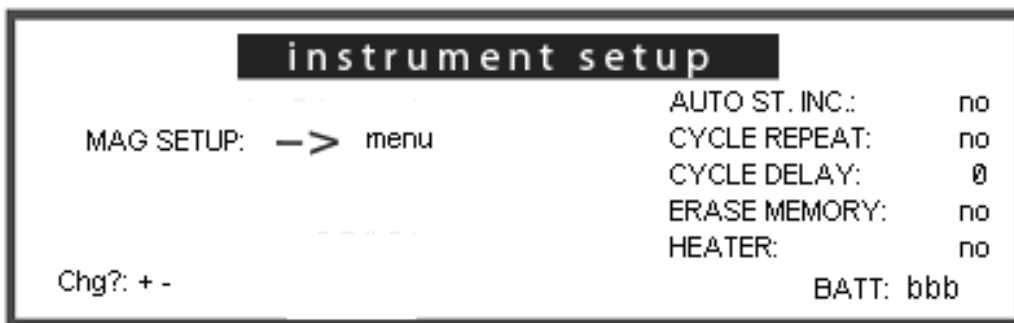 instrument setup
AUTO ST. INC.: no
MAG SETUP: —> menu CYCLE REPEAT: no
CYCLE DELAY: 0
ERASE MEMORY: no
HEATER: no
Chg?: + - BATT: bbb